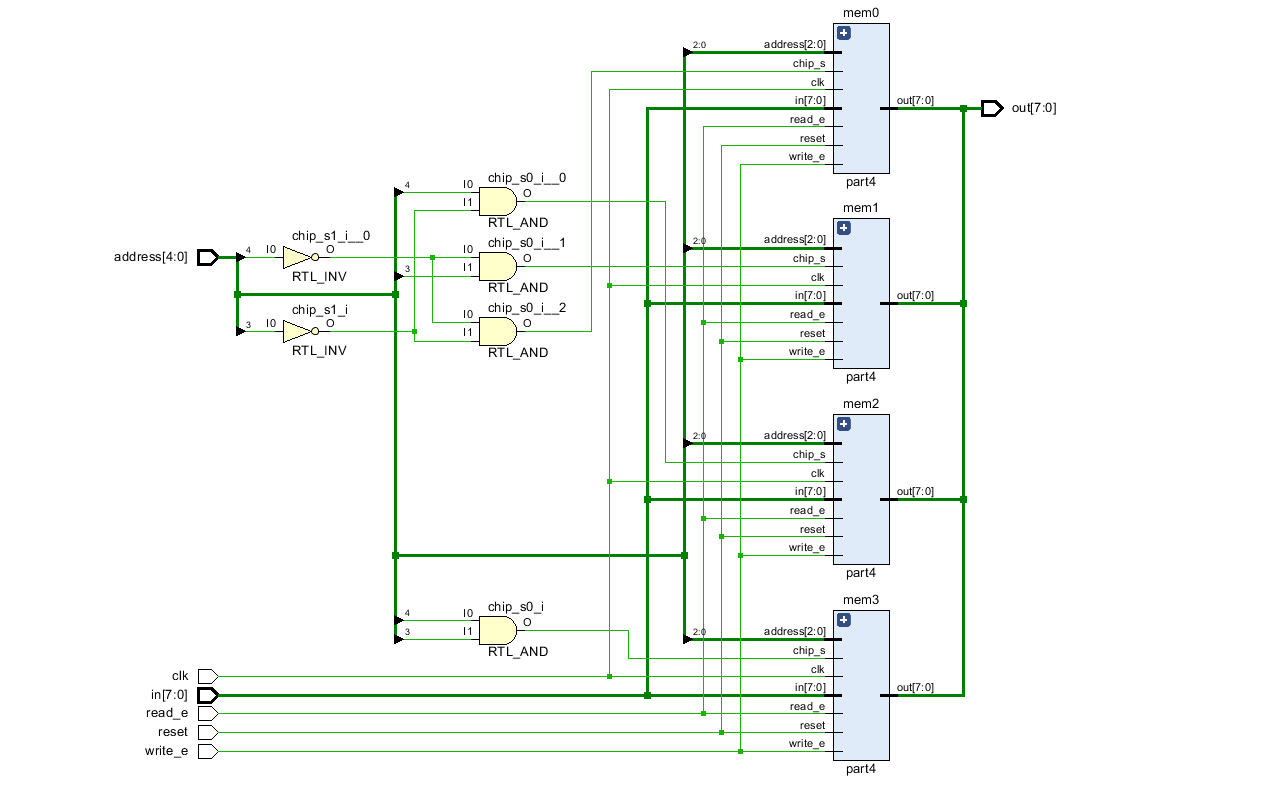 mem0
2:0 address[2:0]
chip_s
clk
in[7:0] out[7:0] out[7:0]
read_e
reset
write_e
part4
chip_s0_i__0
4 I0 O
I1
RTL_AND
mem1
chip_s1_i__0
2:0 address[2:0]
chip_s0_i__1
address[4:0] 4 I0 O I0 O
chip_s
3 I1
RTL_INV
clk
RTL_AND
in[7:0] out[7:0]
chip_s1_i
chip_s0_i__2
read_e
3 I0 O I0 O
reset
I1
RTL_INV
RTL_AND
write_e
part4
mem2
2:0 address[2:0]
chip_s
clk
in[7:0] out[7:0]
read_e
reset
write_e
part4
mem3
chip_s0_i
4 I0 O
3 I1 2:0 address[2:0]
RTL_AND chip_s
clk clk
in[7:0] in[7:0] out[7:0]
read_e read_e
reset reset
write_e write_e
part4